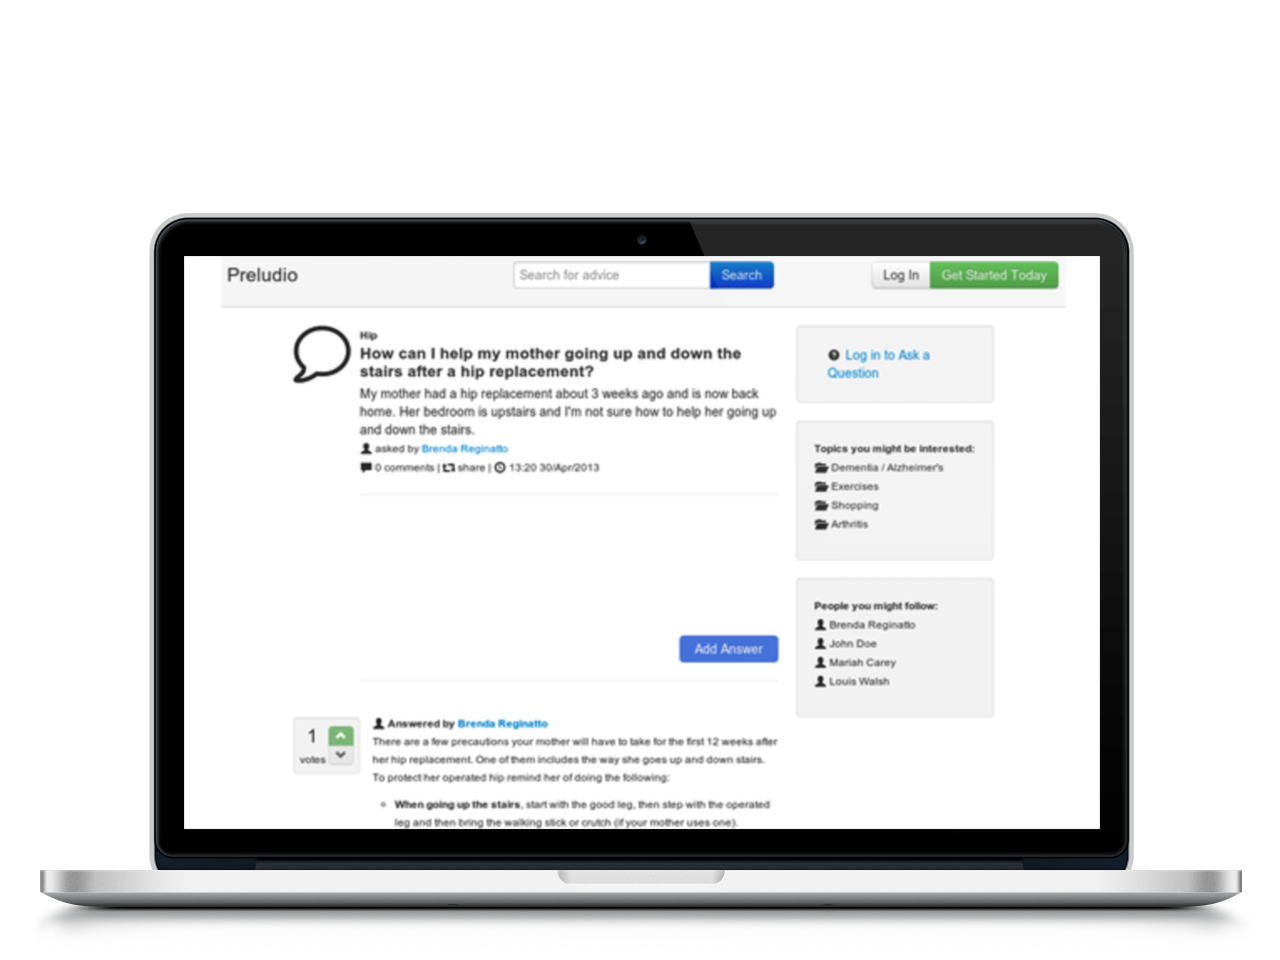 Preludio
Search for advice
Search
Log In
Get Started Today
Hip
How can I help my mother going up and down the
stairs after a hip replacement?
My mother had a hip replacement about 3 weeks ago and is now back
home. Her bedroom is upstairs and I'm not sure how to help her going up
and down the stairs.
asked by Brenda Reginatto
0 comments | share | 13:20 30/Apr/2013
Add Answer
1
votes
Answered by Brenda Reginatto
There are a few precautions your mother will have to take for the first 12 weeks after
her hip replacement. One of them includes the way she goes up and down stairs.
To protect her operated hip remind her of doing the following:
When going up the stairs, start with the good leg, then step with the operated
leg and then bring the walking stick or crutch (if your mother uses one).
Log in to Ask a
Question
Topics you might be interested:
Dementia / Alzheimer's
Exercises
Shopping
Arthritis
People you might follow:
Brenda Reginatto
John Doe
Mariah Carey
Louis Walsh